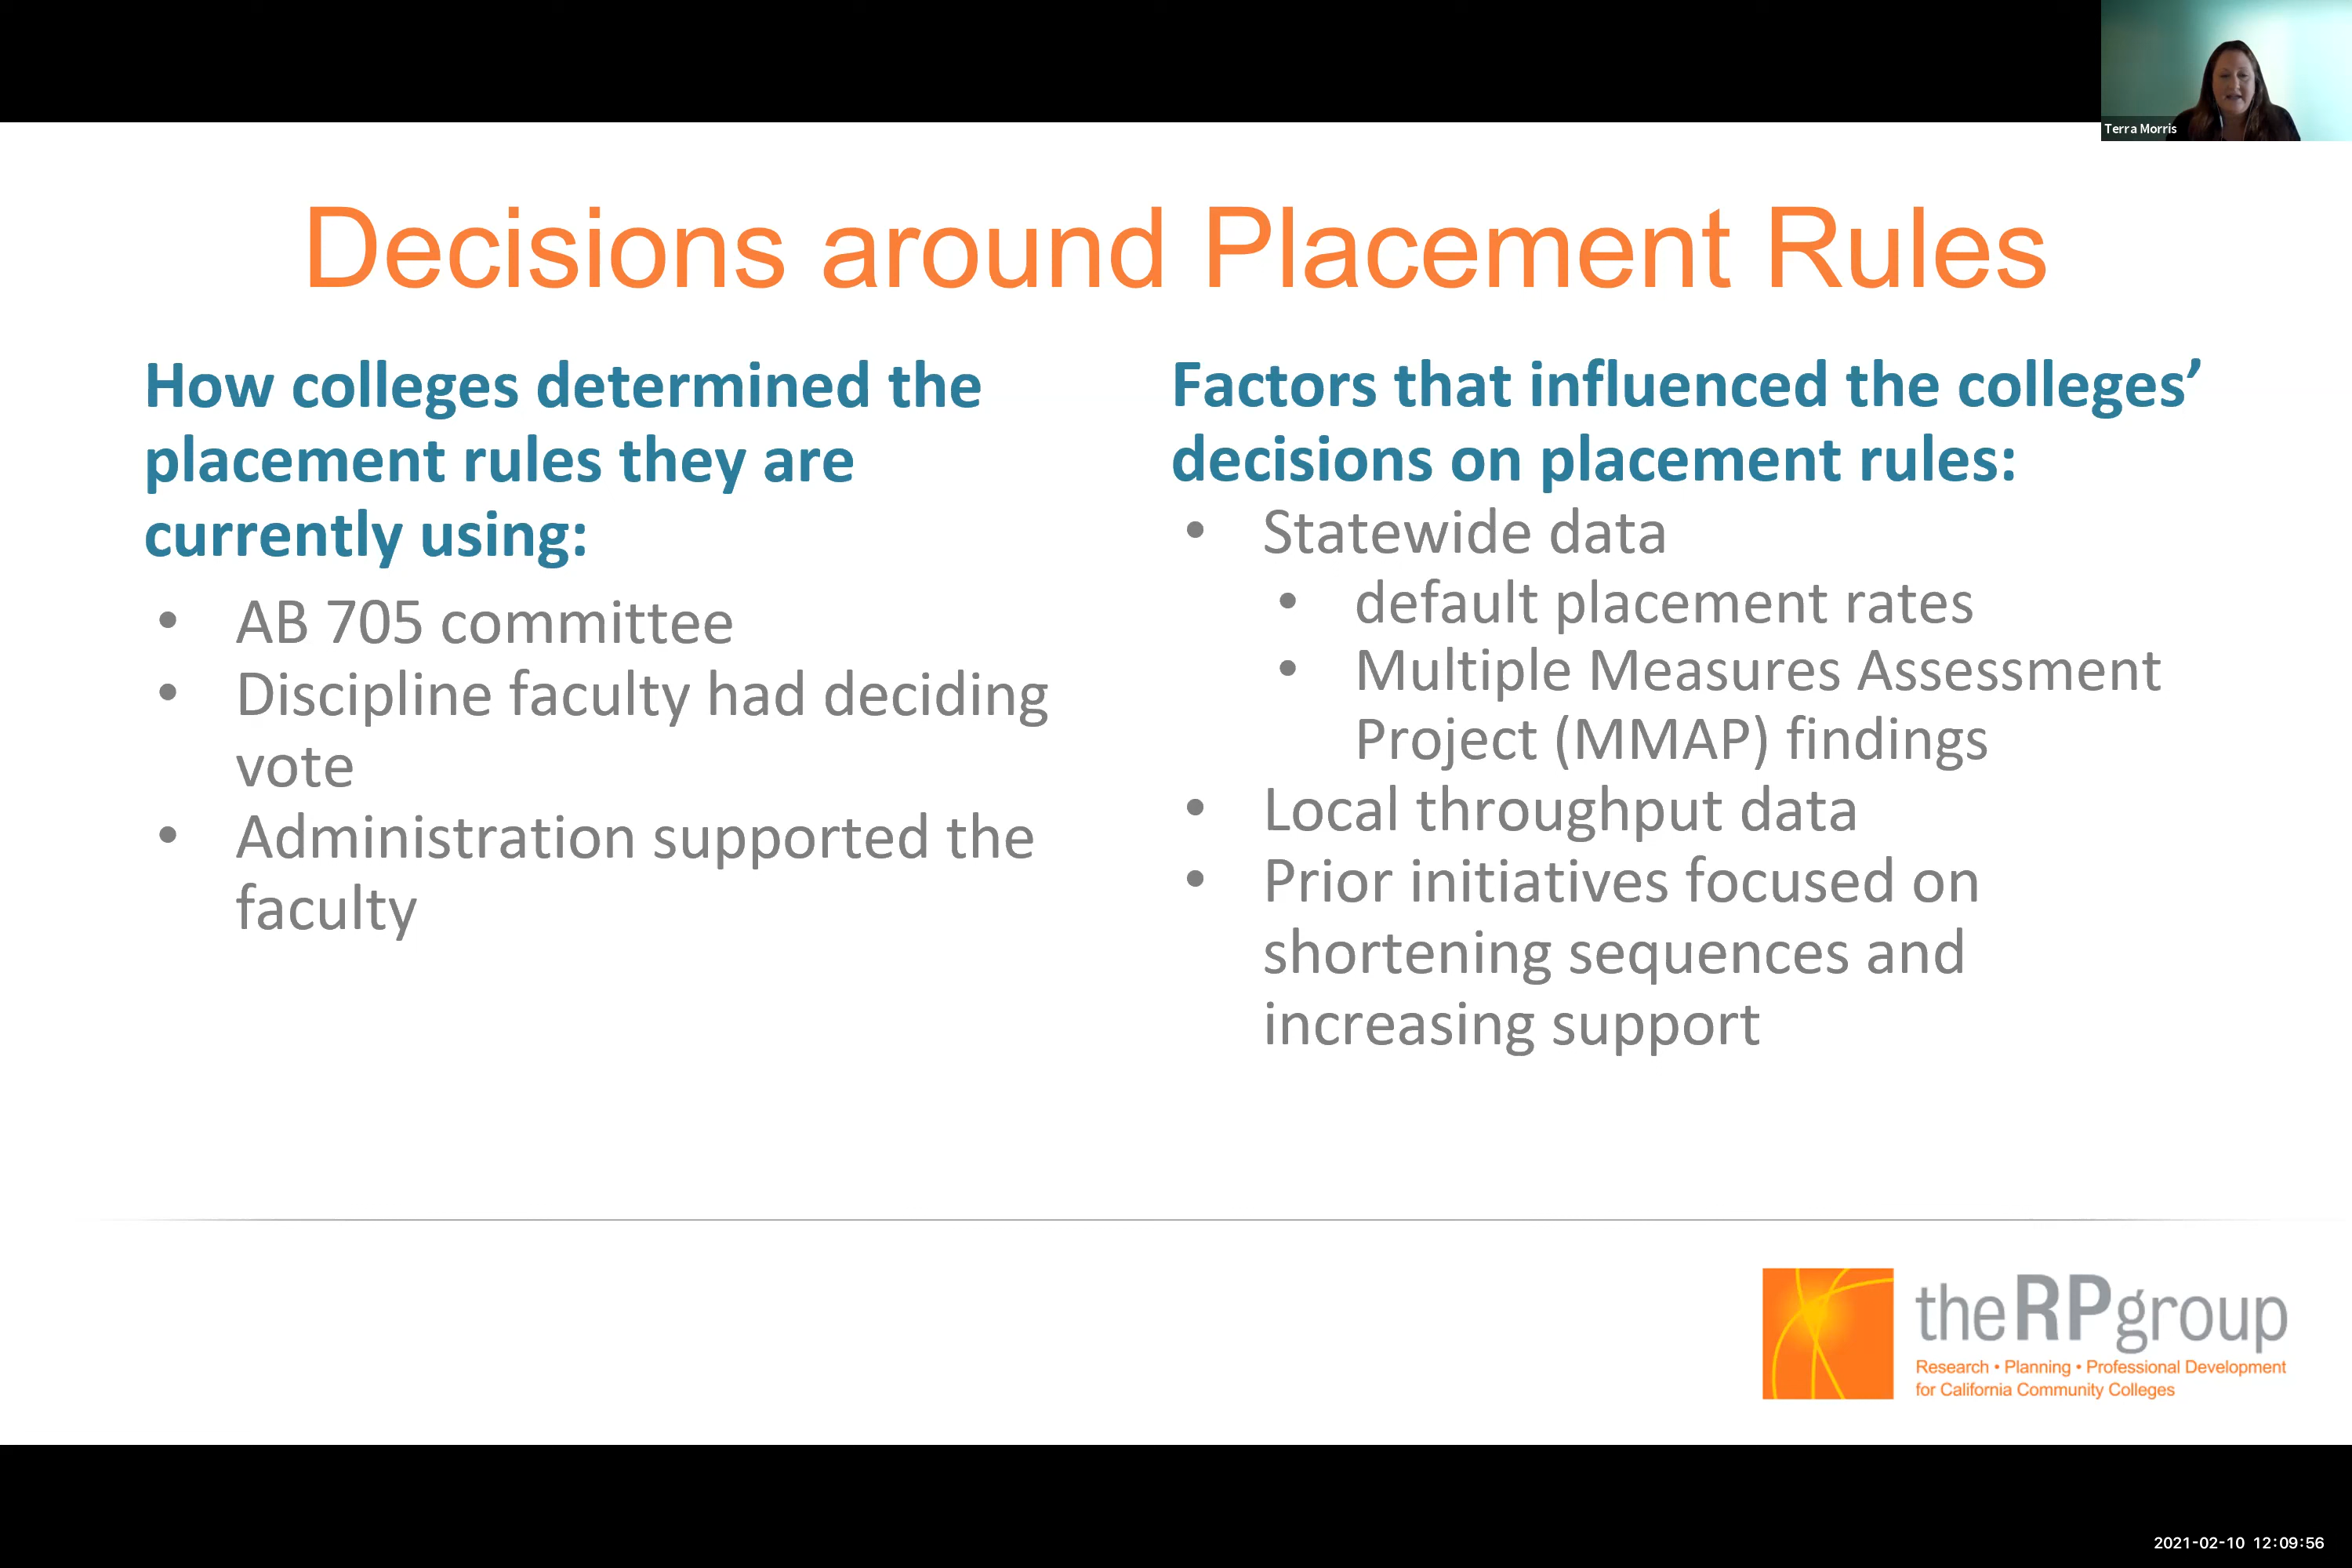 Terra Morris
Decisions around Placement Rules
How colleges determined the
placement rules they are
currently using:
• AB 705 committee
• Discipline faculty had deciding
vote
• Administration supported the
faculty
Factors that influenced the colleges’
decisions on placement rules:
• Statewide data
• default placement rates
• Multiple Measures Assessment
Project (MMAP) findings
• Local throughput data
• Prior initiatives focused on
shortening sequences and
increasing support
theRPgroup
Research • Planning • Professional Development
for California Community Colleges
2021-02-10 12:09:56